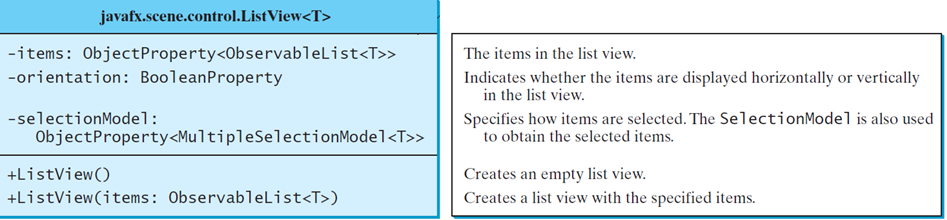 javafx.scene.control.ListView<T>
-items: ObjectProperty<ObservableList<T>>
-orientation: BooleanProperty
-selectionModel:
ObjectProperty<MultipleSelectionModel<T>>
+ListView()
+ListView(items: ObservableList<T>)
The items in the list view.
Indicates whether the items are displayed horizontally or vertically
in the list view.
Specifies how items are selected. The SelectionModel is also used
to obtain the selected items.
Creates an empty list view.
Creates a list view with the specified items.